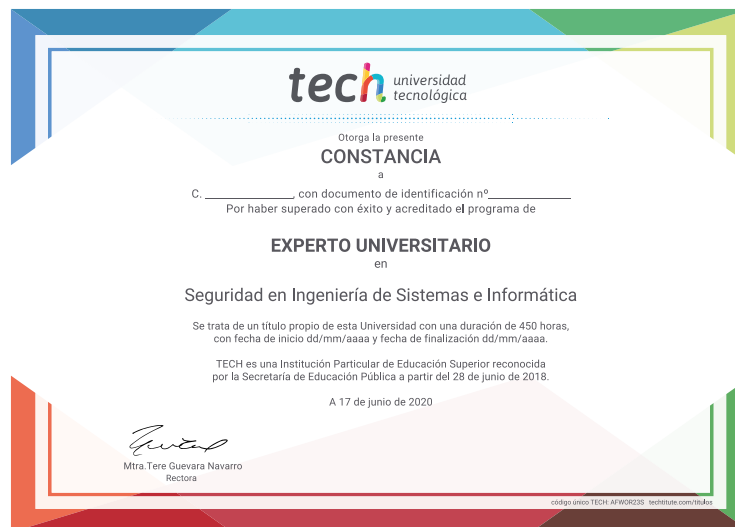 tech universidad
tecnológica
Otorga la presente
CONSTANCIA
a
C. ______________, con documento de identificación nº______________
Por haber superado con éxito y acreditado el programa de
EXPERTO UNIVERSITARIO
en
Seguridad en Ingeniería de Sistemas e Informática
Se trata de un título propio de esta Universidad con una duración de 450 horas,
con fecha de inicio dd/mm/aaaa y fecha de finalización dd/mm/aaaa.
TECH es una Institución Particular de Educación Superior reconocida
por la Secretaría de Educación Pública a partir del 28 de junio de 2018.
A 17 de junio de 2020
Mtra.Tere Guevara Navarro
Rectora
código único TECH: AFWOR23S techtitute.com/titulos